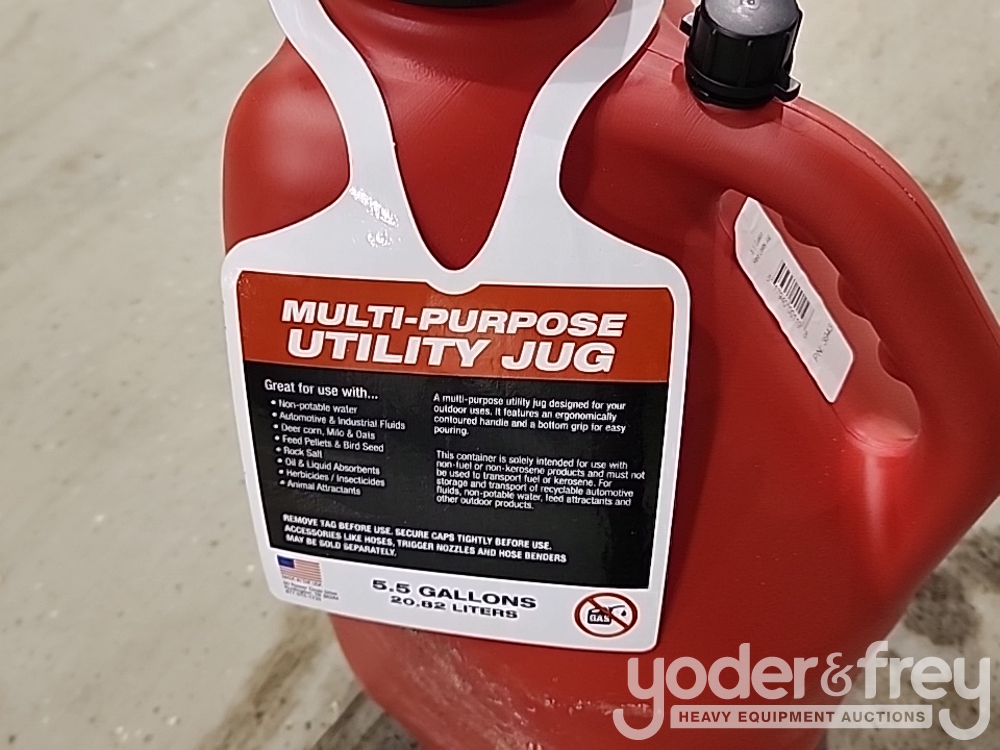 MULTI-PURPOSE
UTILITY JUG
Great for use with...
• Non-potable water
• Automotive & Industrial Fluids
• Deer corn, Milo & Oats
• Feed Pellets & Bird Seed
• Rock Salt
• Oil & Liquid Absorbents
• Herbicides / Insecticides
• Animal Attractants
A multi-purpose utility jug designed for your
outdoor uses. It features an ergonomically
contoured handle and a bottom grip for easy
pouring.
This container is solely intended for use with
non-fuel or non-kerosene products and must not
be used to transport fuel or kerosene. For
storage and transport of recyclable automotive
fluids, non-potable water, feed attractants and
other outdoor products.
REMOVE TAG BEFORE USE. SECURE CAPS TIGHTLY BEFORE USE.
ACCESSORIES LIKE HOSES, TRIGGER NOZZLES AND HOSE BENDERS
MAY BE SOLD SEPARATELY.
MADE IN THE USA
5.5 GALLONS
20.82 LITERS
GAS
yoder&frey
HEAVY EQUIPMENT AUCTIONS